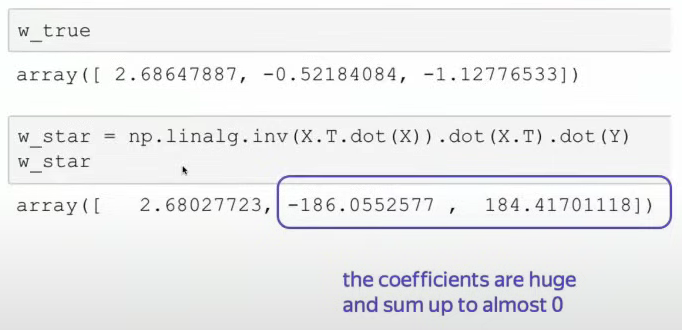 w_true
array([ 2.68647887, -0.52184084, -1.12776533])
w_star = np.linalg.inv(X.T.dot(X)).dot(X.T).dot(Y)
w_star
array([   2.68027723, -186.0552577 ,  184.41701118])
the coefficients are huge
and sum up to almost 0